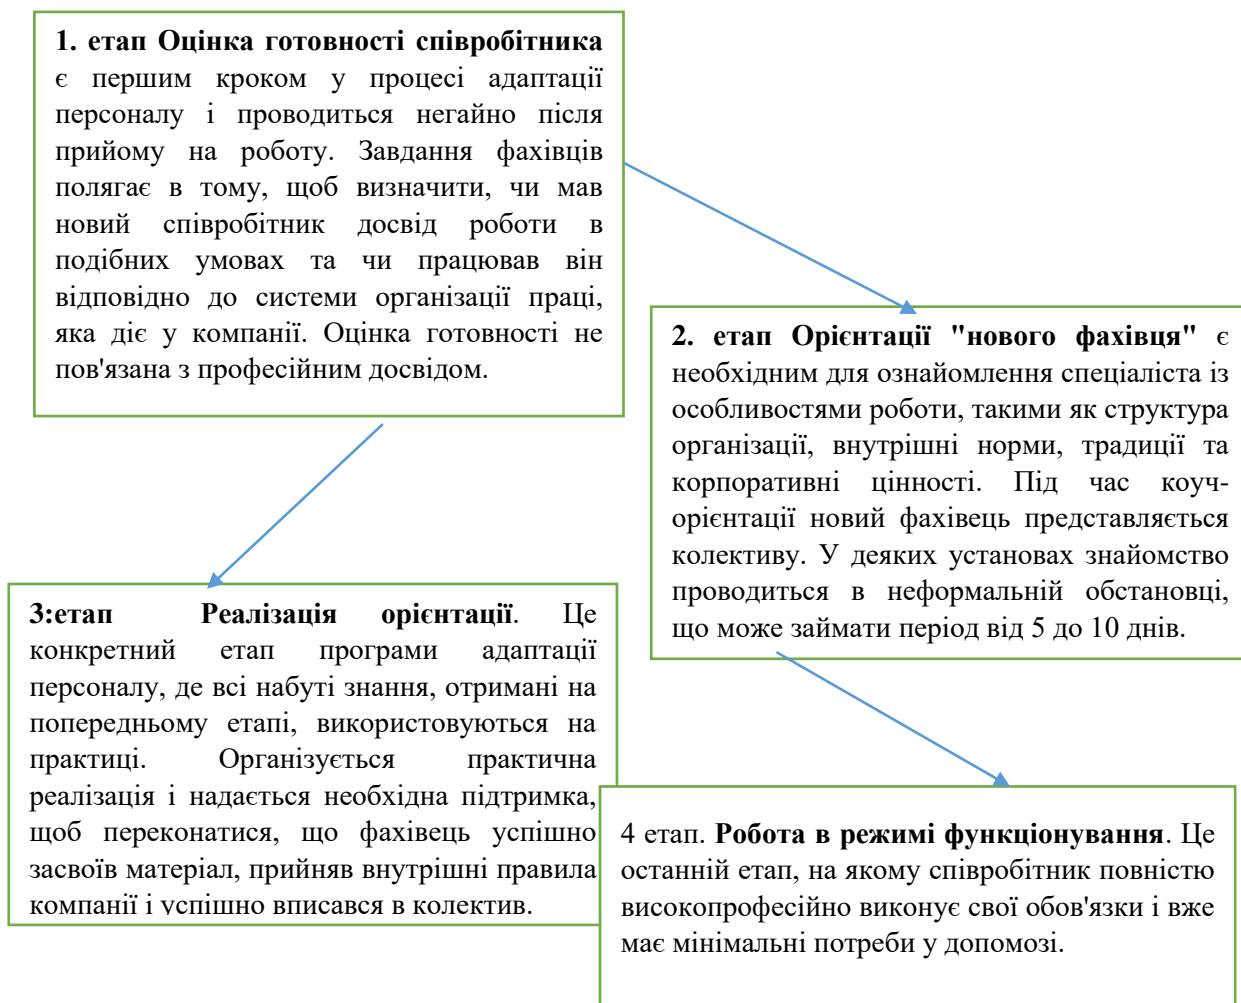 1. етап Оцінка готовності співробітника
є першим кроком у процесі адаптації
персоналу і проводиться негайно після
прийому на роботу. Завдання фахівців
полягає в тому, щоб визначити, чи мав
новий співробітник досвід роботи в
подібних умовах та чи працював він
відповідно до системи організації праці,
яка діє у компанії. Оцінка готовності не
пов'язана з професійним досвідом.
2. етап Орієнтації "нового фахівця" є
необхідним для ознайомлення спеціаліста із
особливостями роботи, такими як структура
організації, внутрішні норми, традиції та
корпоративні цінності. Під час коуч-
орієнтації новий фахівець представляється
колективу. У деяких установах знайомство
проводиться в неформальній обстановці,
що може займати період від 5 до 10 днів.
3:етап Реалізація орієнтації. Це
конкретний етап програми адаптації
персоналу, де всі набуті знання, отримані на
попередньому етапі, використовуються на
практиці. Організується практична
реалізація і надається необхідна підтримка,
щоб переконатися, що фахівець успішно
засвоїв матеріал, прийняв внутрішні правила
компанії і успішно вписався в колектив.
4 етап. Робота в режимі функціонування. Це
останній етап, на якому співробітник повністю
високопрофесійно виконує свої обов'язки і вже
має мінімальні потреби у допомозі.